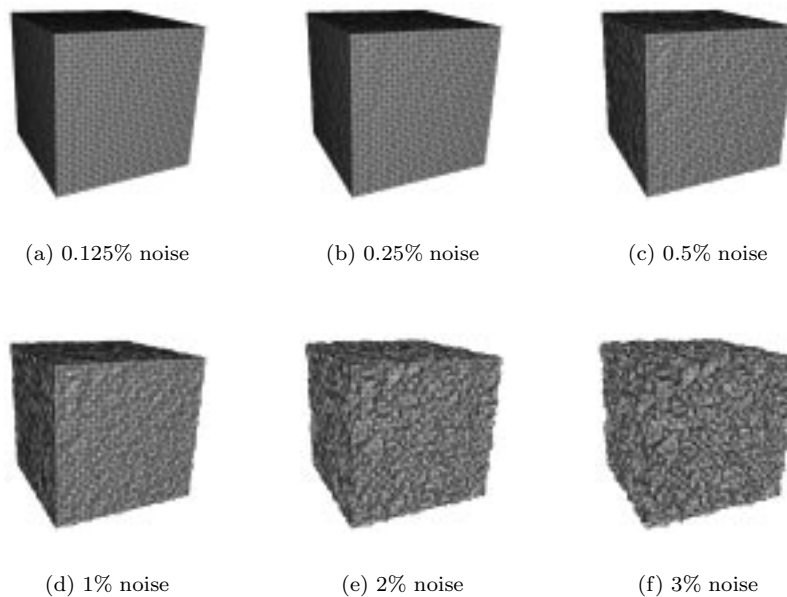 (a) 0.125% noise
(b) 0.25% noise
(c) 0.5% noise
(d) 1% noise
(e) 2% noise
(f) 3% noise